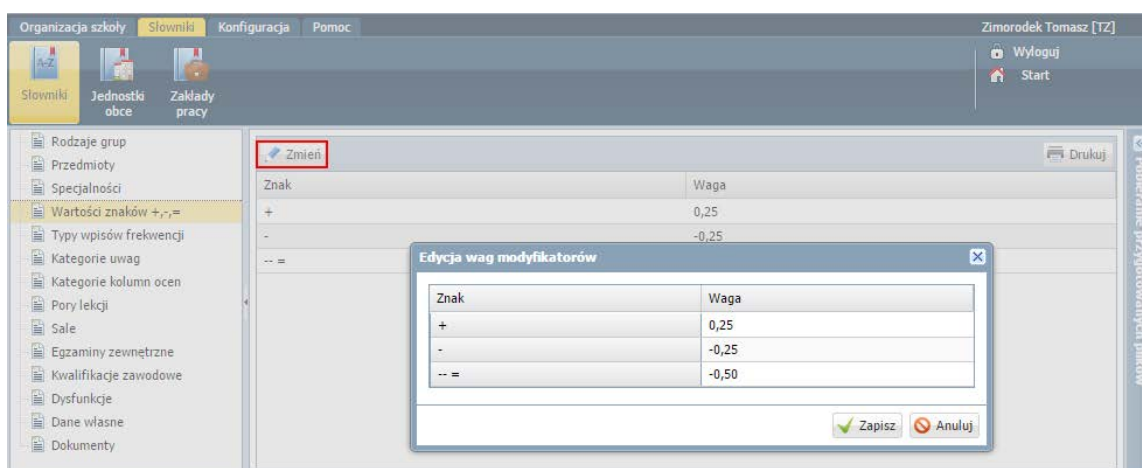 Organizacja szkoły Słowniki Konfiguracja Pomoc Zimorodek Tomasz [TZ]
A-Z
Słowniki Jednostki obce Zakłady pracy
Wyloguj
Start
Rodzaje grup
Przedmioty
Specjalności
Wartości znaków +,-,=
Typy wpisów frekwencji
Kategorie uwag
Kategorie kolumn ocen
Pory lekcji
Sale
Egzaminy zewnętrzne
Kwalifikacje zawodowe
Dysfunkcje
Dane własne
Dokumenty
Zmień Drukuj
Znak Waga
+ 0,25
- -0,25
-- =
Edycja wag modyfikatorów
Znak Waga
+ 0,25
- -0,25
-- = -0,50
Zapisz Anuluj
Pobieranie przygotowanych plików